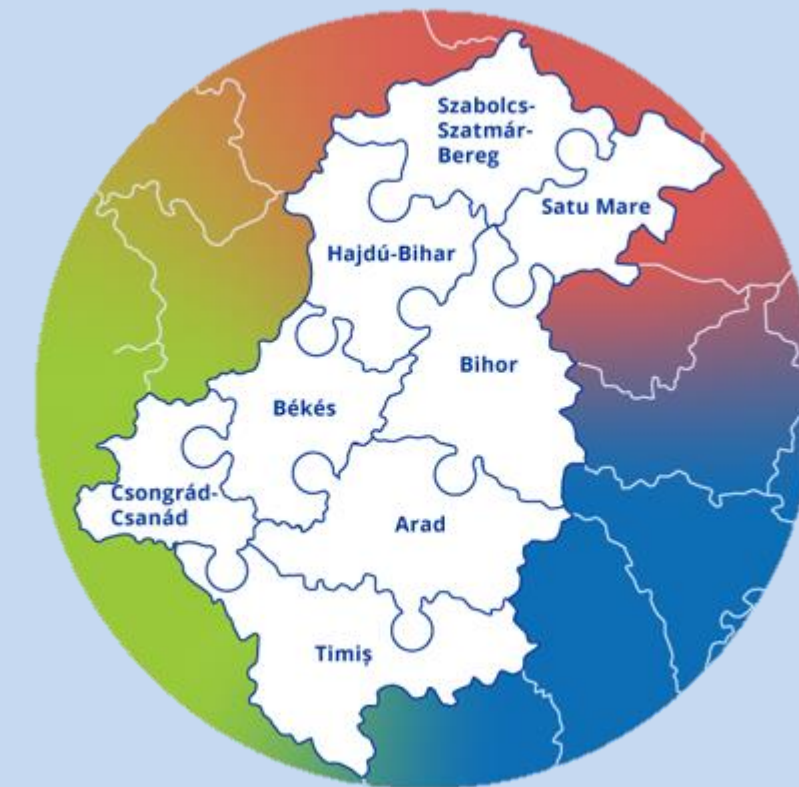 Szabolcs-
Szatmár-
Bereg
Satu Mare
Hajdú-Bihar
Bihor
Békés
Csongrád-
Csanád
Arad
Timiș